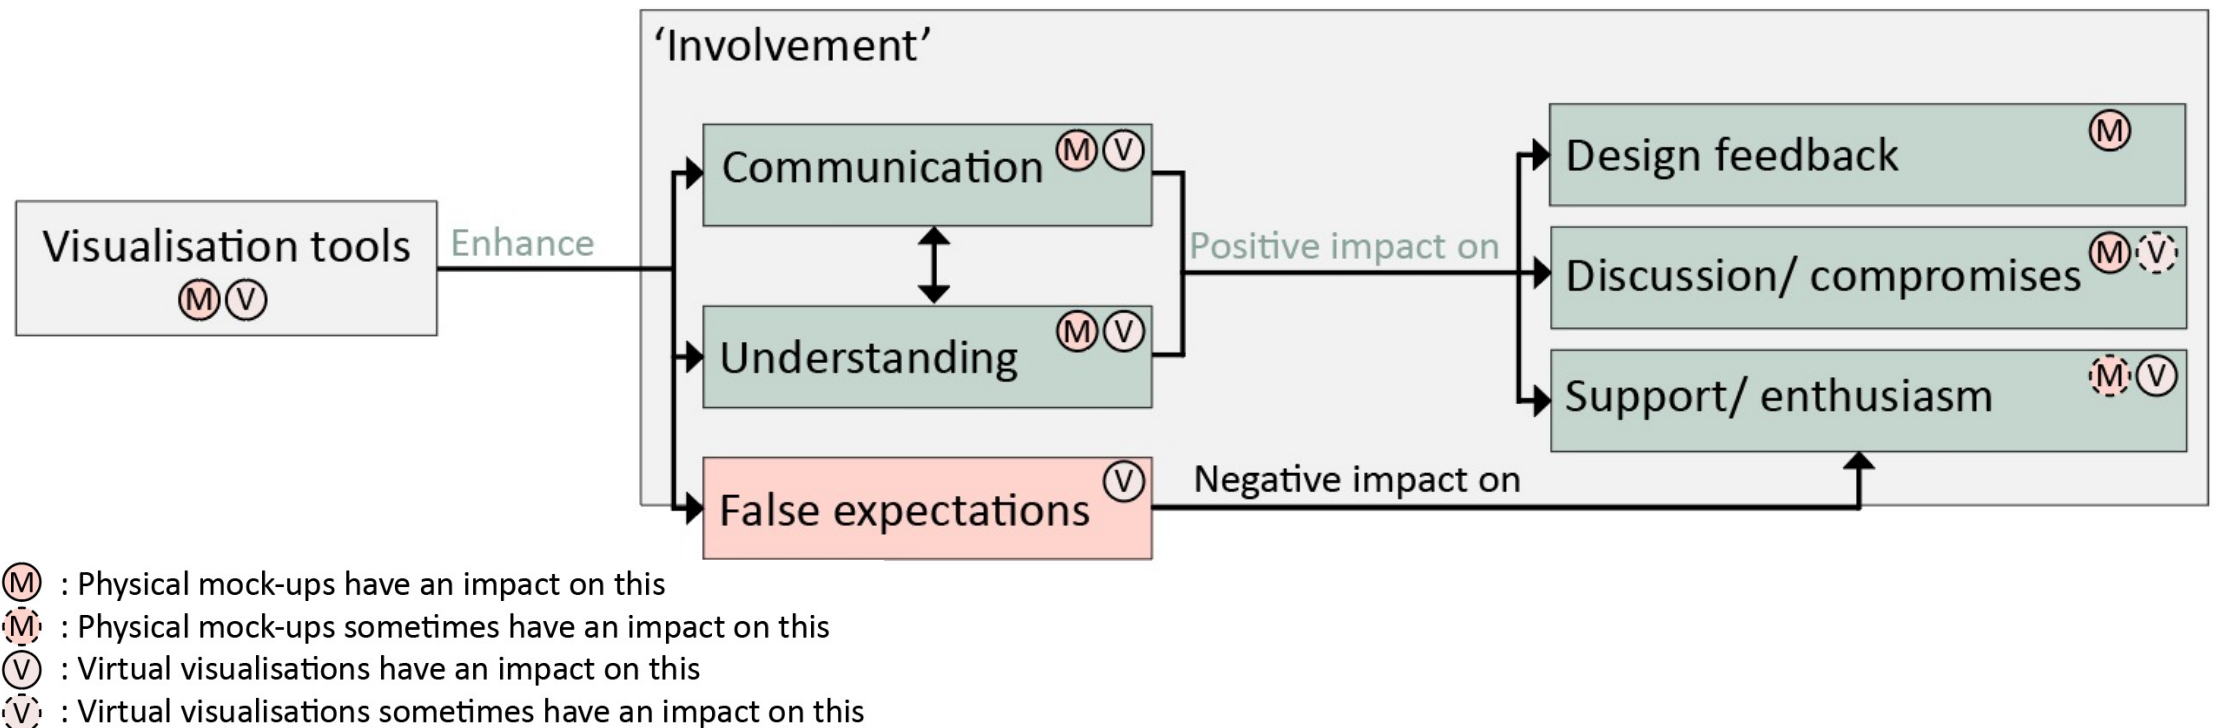 ‘Involvement’
Visualisation tools
M V
Enhance
Communication M V
Understanding M V
False expectations V
Positive impact on
Negative impact on
Design feedback M
Discussion/ compromises M V
Support/ enthusiasm M V
M : Physical mock-ups have an impact on this
M : Physical mock-ups sometimes have an impact on this
V : Virtual visualisations have an impact on this
V : Virtual visualisations sometimes have an impact on this